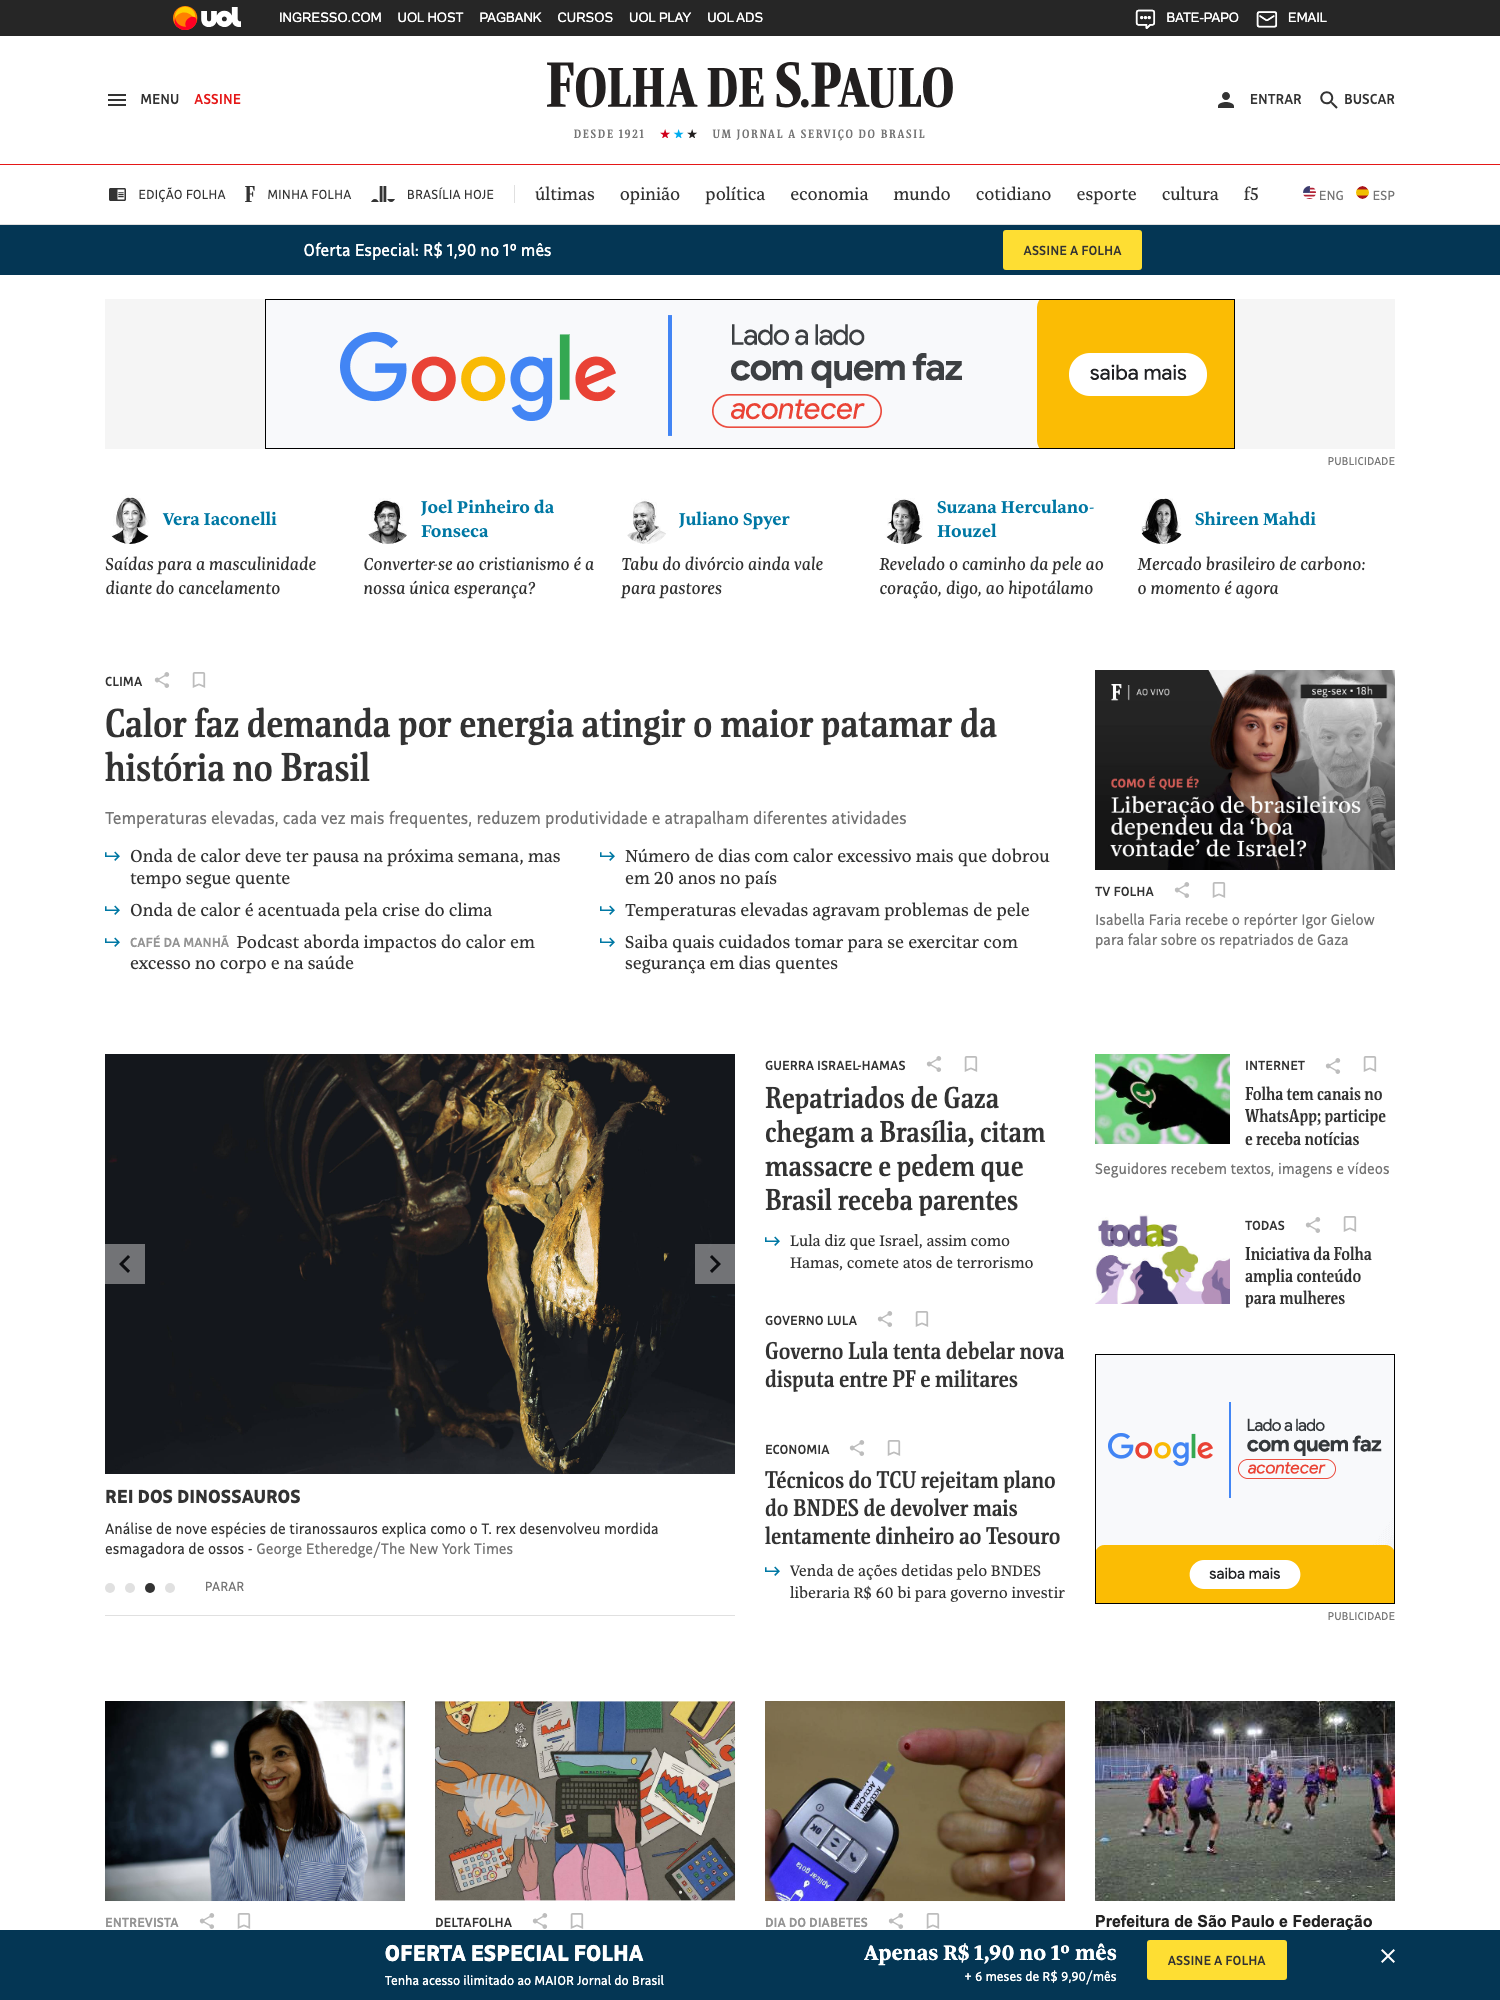 uol
INGRESSO.COM UOL HOST PAGBANK CURSOS UOL PLAY UOL ADS
BATE-PAPO EMAIL
MENU ASSINE
FOLHA DE S.PAULO
DESDE 1921 ★★★ UM JORNAL A SERVIÇO DO BRASIL
ENTRAR BUSCAR
EDIÇÃO FOLHA F MINHA FOLHA BRASÍLIA HOJE
últimas opinião política economia mundo cotidiano esporte cultura f5
ENG ESP
Oferta Especial: R$ 1,90 no 1º mês
ASSINE A FOLHA
Google
Lado a lado
com quem faz
acontecer
saiba mais
PUBLICIDADE
Vera Iaconelli
Saídas para a masculinidade
diante do cancelamento
Joel Pinheiro da
Fonseca
Converter-se ao cristianismo é a
nossa única esperança?
Juliano Spyer
Tabu do divórcio ainda vale
para pastores
Suzana Herculano-
Houzel
Revelado o caminho da pele ao
coração, digo, ao hipotálamo
Shireen Mahdi
Mercado brasileiro de carbono:
o momento é agora
CLIMA
Calor faz demanda por energia atingir o maior patamar da
história no Brasil
Temperaturas elevadas, cada vez mais frequentes, reduzem produtividade e atrapalham diferentes atividades
Onda de calor deve ter pausa na próxima semana, mas
tempo segue quente
Onda de calor é acentuada pela crise do clima
CAFÉ DA MANHÃ Podcast aborda impactos do calor em
excesso no corpo e na saúde
Número de dias com calor excessivo mais que dobrou
em 20 anos no país
Temperaturas elevadas agravam problemas de pele
Saiba quais cuidados tomar para se exercitar com
segurança em dias quentes
F AO VIVO
seg-sex • 18h
COMO É QUE É?
Liberação de brasileiros
dependeu da 'boa
vontade' de Israel?
TV FOLHA
Isabella Faria recebe o repórter Igor Gielow
para falar sobre os repatriados de Gaza
REI DOS DINOSSAUROS
Análise de nove espécies de tiranossauros explica como o T. rex desenvolveu mordida
esmagadora de ossos - George Etheredge/The New York Times
PARAR
GUERRA ISRAEL-HAMAS
Repatriados de Gaza
chegam a Brasília, citam
massacre e pedem que
Brasil receba parentes
Lula diz que Israel, assim como
Hamas, comete atos de terrorismo
GOVERNO LULA
Governo Lula tenta debelar nova
disputa entre PF e militares
ECONOMIA
Técnicos do TCU rejeitam plano
do BNDES de devolver mais
lentamente dinheiro ao Tesouro
Venda de ações detidas pelo BNDES
liberaria R$ 60 bi para governo investir
INTERNET
Folha tem canais no
WhatsApp; participe
e receba notícias
Seguidores recebem textos, imagens e vídeos
todas
TODAS
Iniciativa da Folha
amplia conteúdo
para mulheres
Google
Lado a lado
com quem faz
acontecer
saiba mais
PUBLICIDADE
OK
Aplicar gota
ENTREVISTA
DELTAFOLHA
DIA DO DIABETES
Prefeitura de São Paulo e Federação
OFERTA ESPECIAL FOLHA
Tenha acesso ilimitado ao MAIOR Jornal do Brasil
Apenas R$ 1,90 no 1º mês
+ 6 meses de R$ 9,90/mês
ASSINE A FOLHA